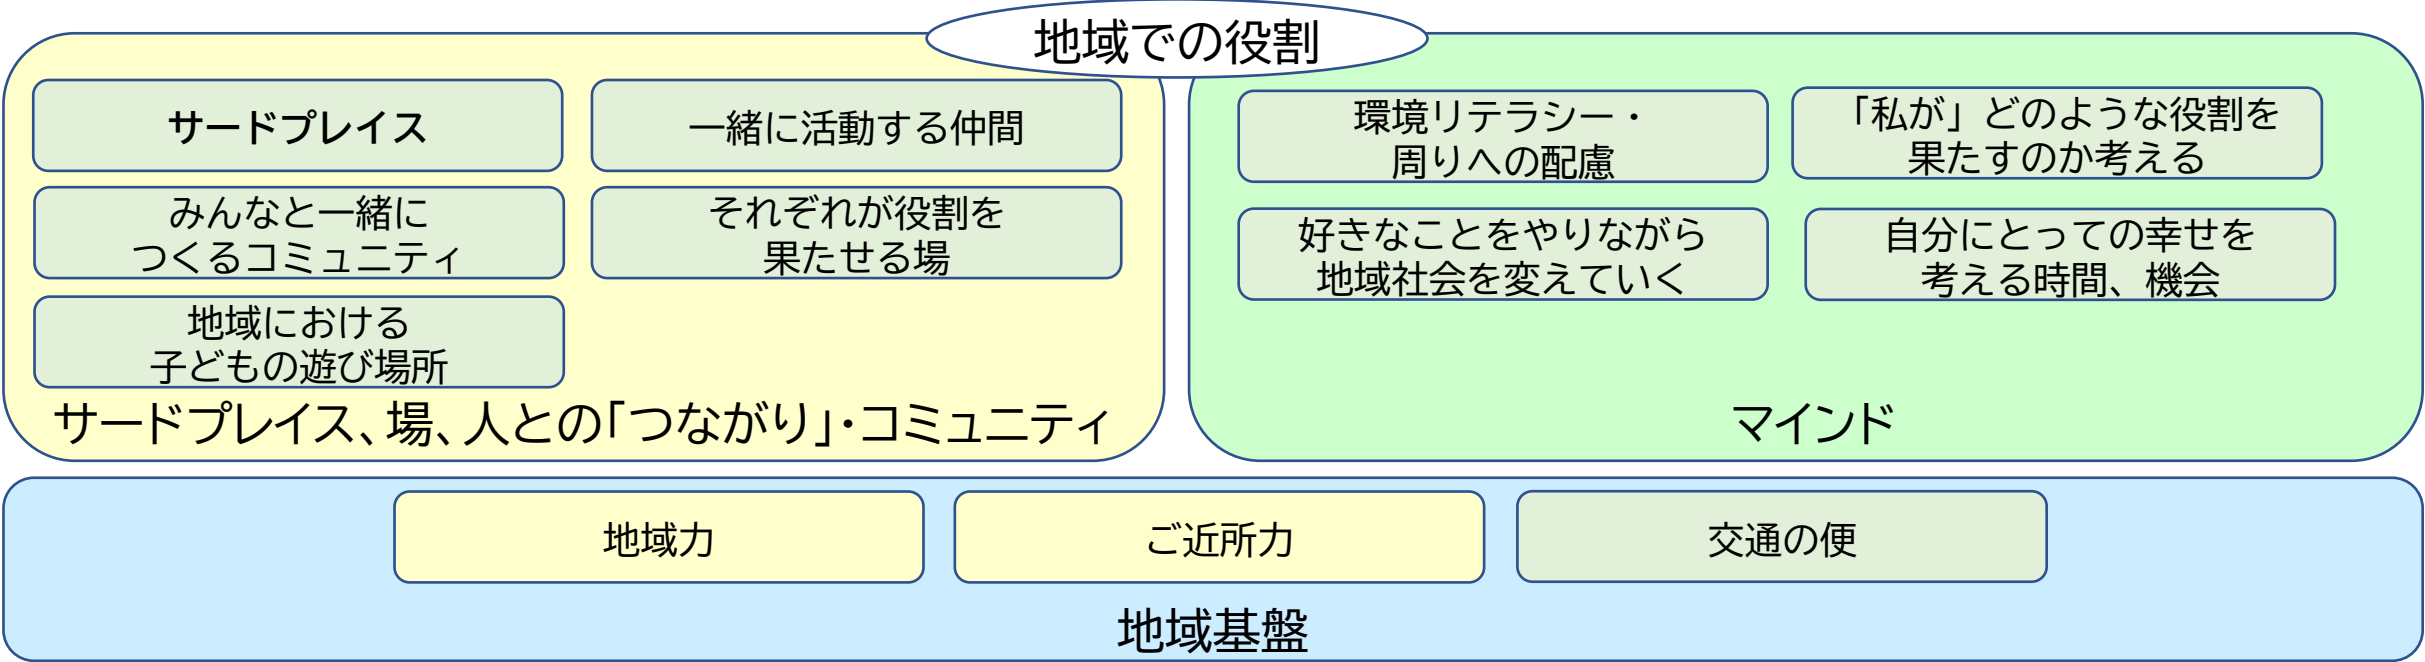 地域での役割
サードプレイス
一緒に活動する仲間
みんなと一緒に
つくるコミュニティ
それぞれが役割を
果たせる場
地域における
子どもの遊び場所
サードプレイス、場、人との「つながり」・コミュニティ
環境リテラシー・
周りへの配慮
「私が」どのような役割を
果たすのか考える
好きなことをやりながら
地域社会を変えていく
自分にとっての幸せを
考える時間、機会
マインド
地域力
ご近所力
交通の便
地域基盤